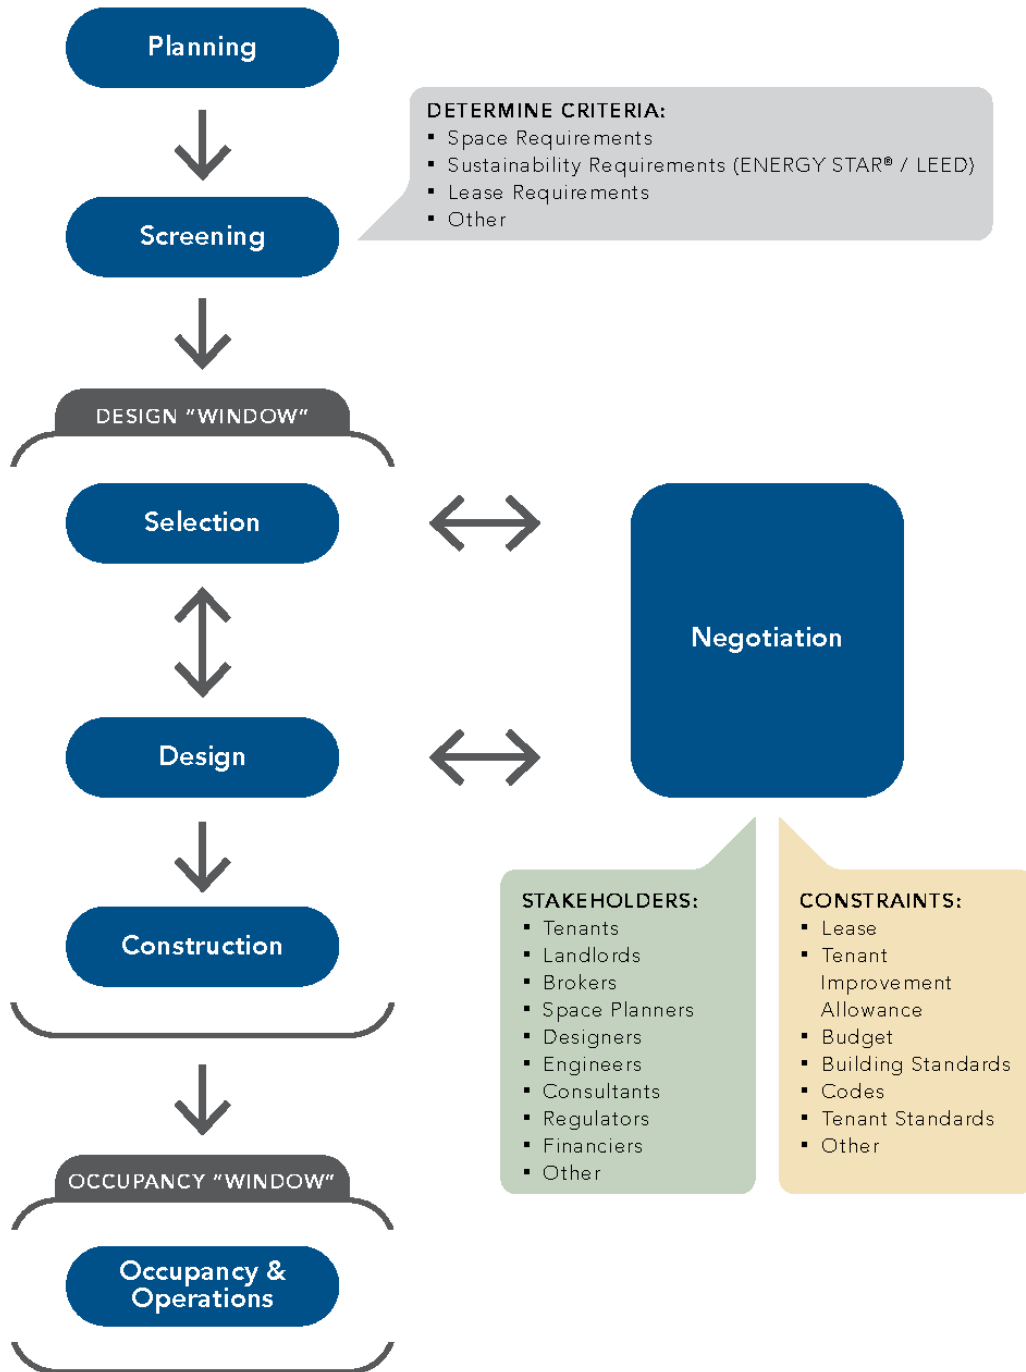 Planning
DETERMINE CRITERIA:
▪ Space Requirements
▪ Sustainability Requirements (ENERGY STAR® / LEED)
▪ Lease Requirements
▪ Other
Screening
DESIGN “WINDOW”
Selection
Negotiation
Design
Construction
STAKEHOLDERS:
▪ Tenants
▪ Landlords
▪ Brokers
▪ Space Planners
▪ Designers
▪ Engineers
▪ Consultants
▪ Regulators
▪ Financiers
▪ Other
CONSTRAINTS:
▪ Lease
▪ Tenant
Improvement
Allowance
▪ Budget
▪ Building Standards
▪ Codes
▪ Tenant Standards
▪ Other
OCCUPANCY “WINDOW”
Occupancy &
Operations